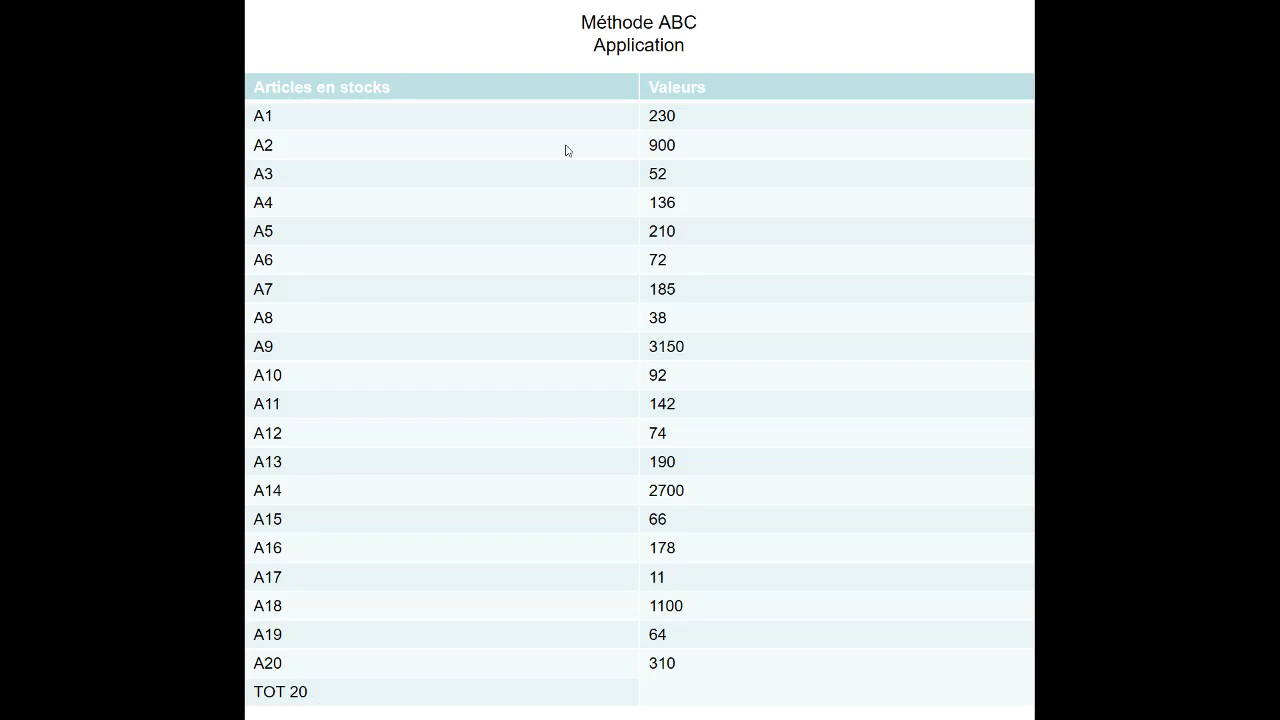 Méthode ABC
Application
Articles en stocks Valeurs
A1 230
A2 900
A3 52
A4 136
A5 210
A6 72
A7 185
A8 38
A9 3150
A10 92
A11 142
A12 74
A13 190
A14 2700
A15 66
A16 178
A17 11
A18 1100
A19 64
A20 310
TOT 20